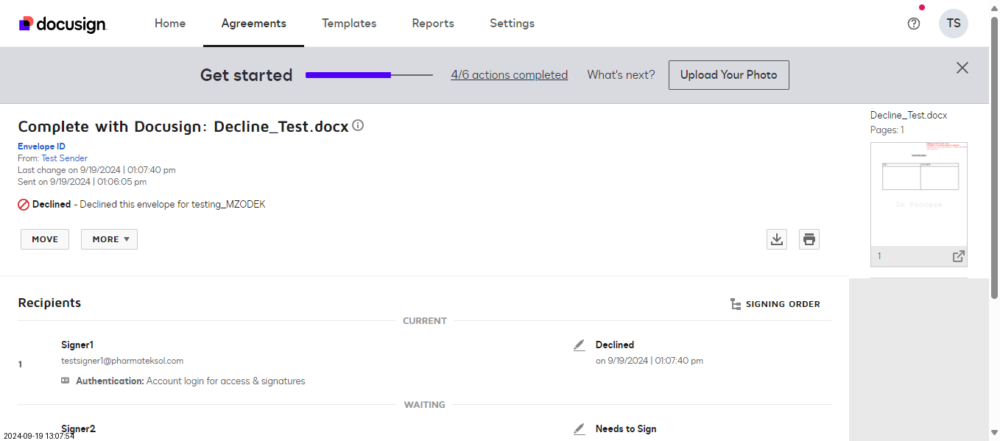 docusign
Home
Agreements
Templates
Reports
Settings
TS
Get started
4/6 actions completed
What's next?
Upload Your Photo
Complete with Docusign: Decline_Test.docx
Envelope ID
From: Test Sender
Last change on 9/19/2024 | 01:07:40 pm
Sent on 9/19/2024 | 01:06:05 pm
Declined - Declined this envelope for testing_MZODEK
MOVE
MORE
Decline_Test.docx
Pages: 1
In Process
1
Recipients
SIGNING ORDER
CURRENT
1
Signer1
testsigner1@pharmateksol.com
Authentication: Account login for access & signatures
Declined
on 9/19/2024 | 01:07:40 pm
WAITING
Signer2
Needs to Sign
2024-09-19 13:07:54